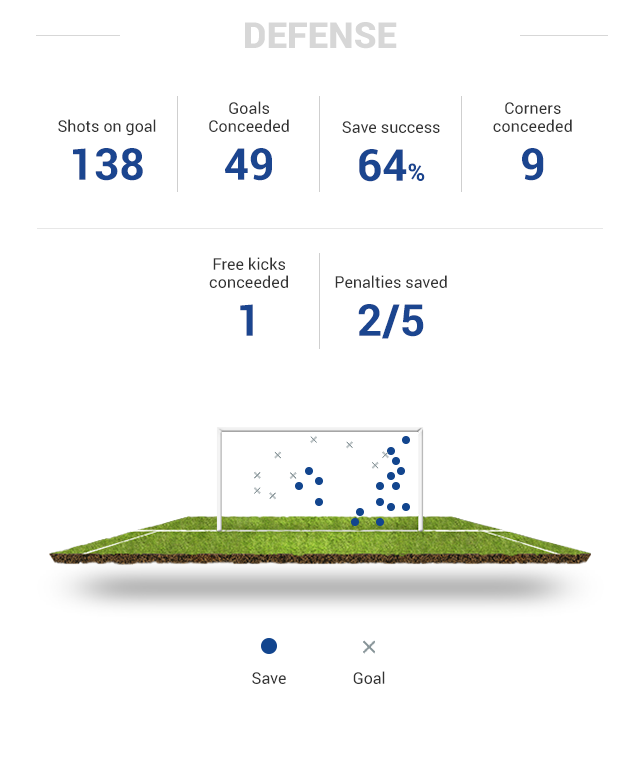 DEFENSE
Shots on goal
138
Goals
Conceeded
49
Save success
64%
Corners
conceeded
9
Free kicks
conceeded
1
Penalties saved
2/5
Save
Goal